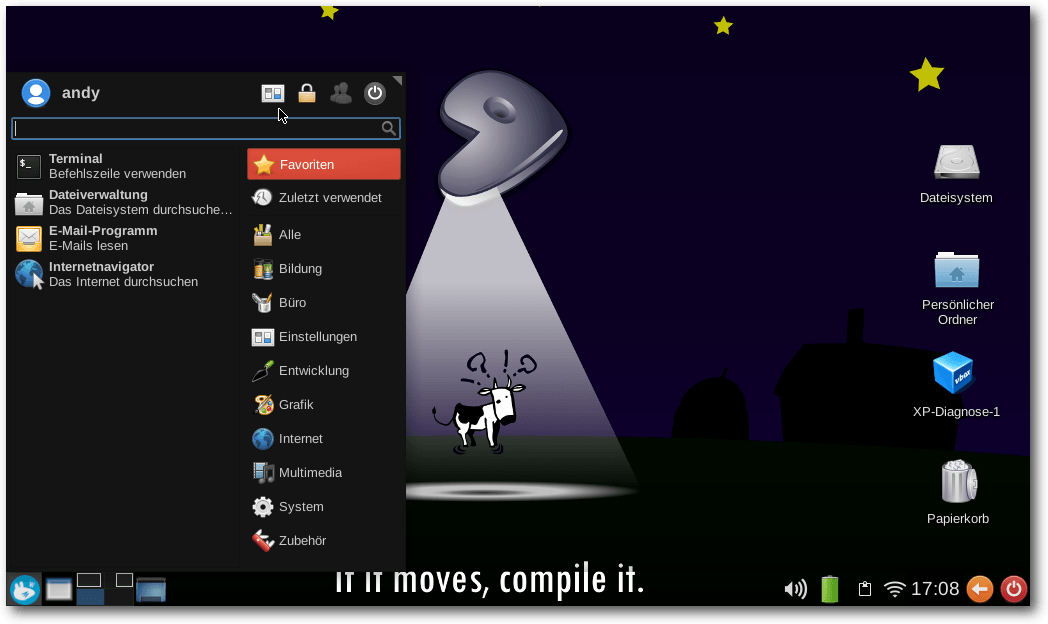 andy
Terminal
Befehlszeile verwenden
Dateiverwaltung
Das Dateisystem durchsuche...
E-Mail-Programm
E-Mails lesen
Internetnavigator
Das Internet durchsuchen
Favoriten
Zuletzt verwendet
Alle
Bildung
Büro
Einstellungen
Entwicklung
Grafik
Internet
Multimedia
System
Zubehör
Dateisystem
Persönlicher
Ordner
vbox
XP-Diagnose-1
Papierkorb
If it moves, compile it.
17:08